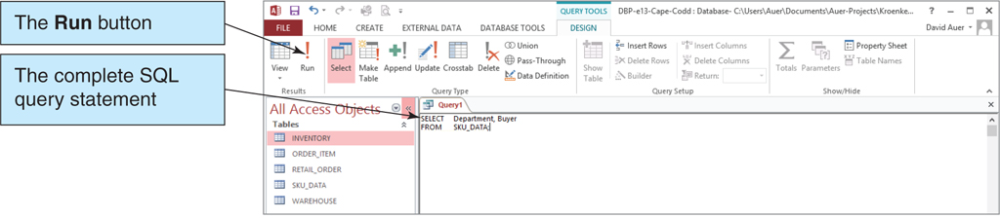 The Run button
The complete SQL
query statement
QUERY TOOLS
DBP-e13-Cape-Codd : Database- C:\Users\Auer\Documents\Auer-Projects\Kroenke...
?
FILE
HOME
CREATE
EXTERNAL DATA
DATABASE TOOLS
DESIGN
David Auer
View
Run
Results
Select
Make
Table
Append
Update
Crosstab
Delete
Union
Pass-Through
Data Definition
Query Type
Show
Table
Insert Rows
Delete Rows
Builder
Insert Columns
Delete Columns
Return:
Query Setup
Totals
Parameters
Property Sheet
Table Names
Show/Hide
All Access Objects
Tables
INVENTORY
ORDER_ITEM
RETAIL_ORDER
SKU_DATA
WAREHOUSE
Query1
SELECT Department, Buyer
FROM SKU_DATA;